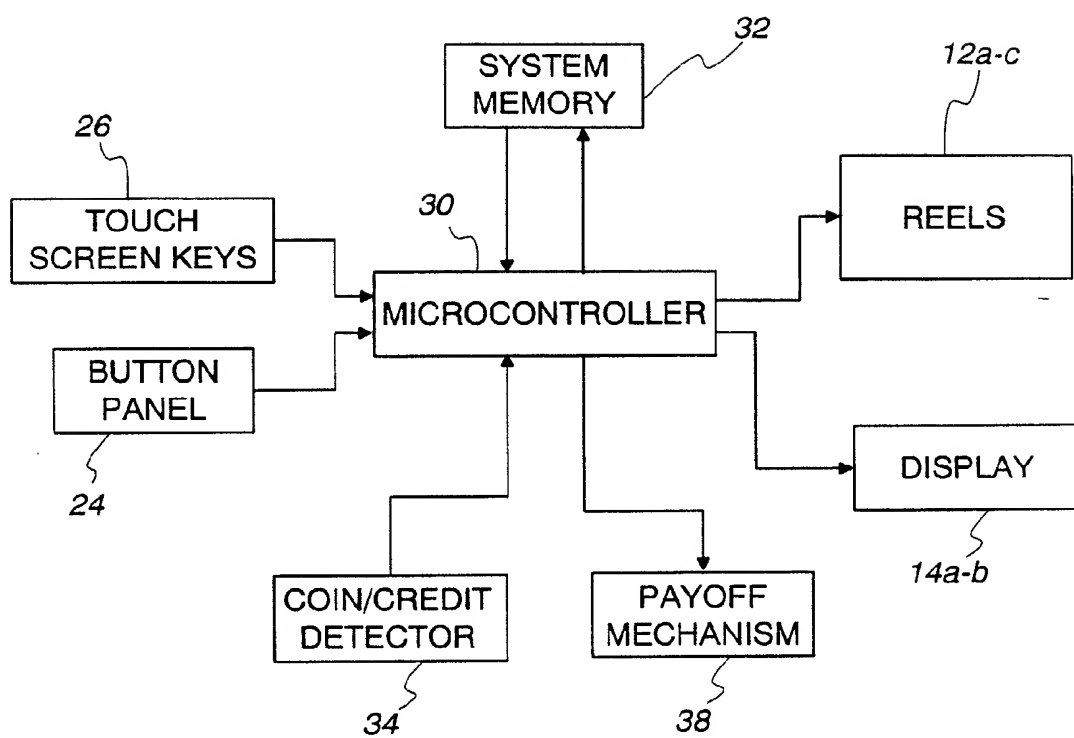 32
SYSTEM
MEMORY
12a-c
26
TOUCH
SCREEN KEYS
30
REELS
MICROCONTROLLER
BUTTON
PANEL
24
DISPLAY
14a-b
COIN/CREDIT
DETECTOR
34
PAYOFF
MECHANISM
38